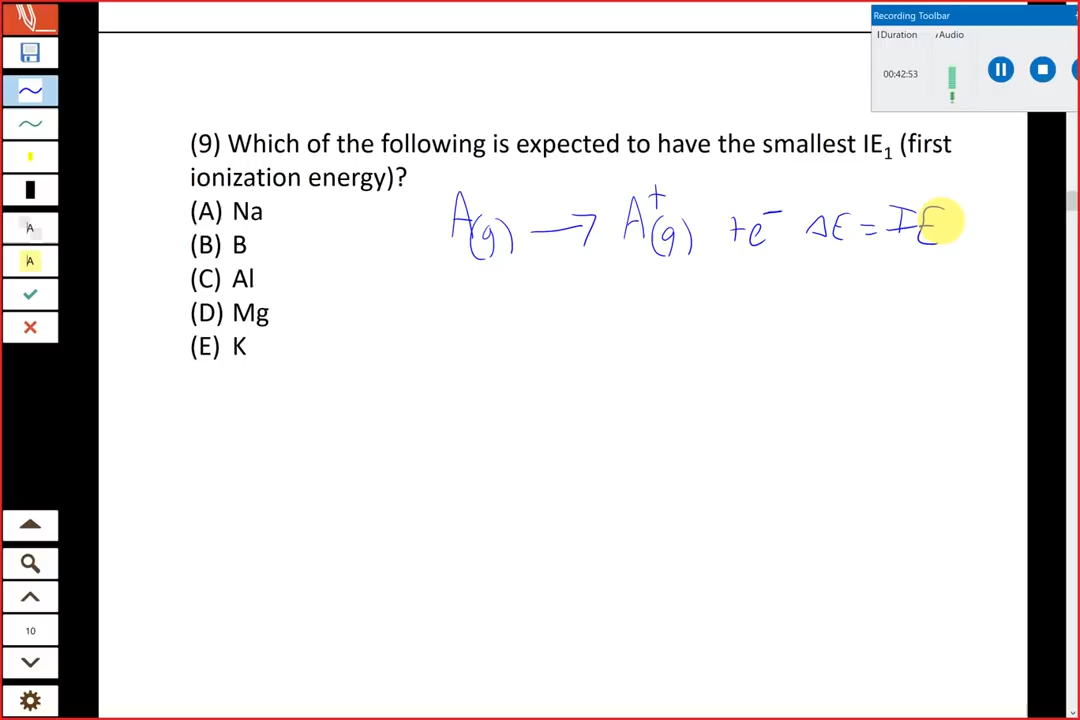 Recording Toolbar
Duration
Audio
00:42:53
(9) Which of the following is expected to have the smallest IE₁ (first
ionization energy)?
(A) Na
(B) B
(C) Al
(D) Mg
(E) K
A(g) → A⁺(g) + e⁻ ΔE = IE
A
A
10